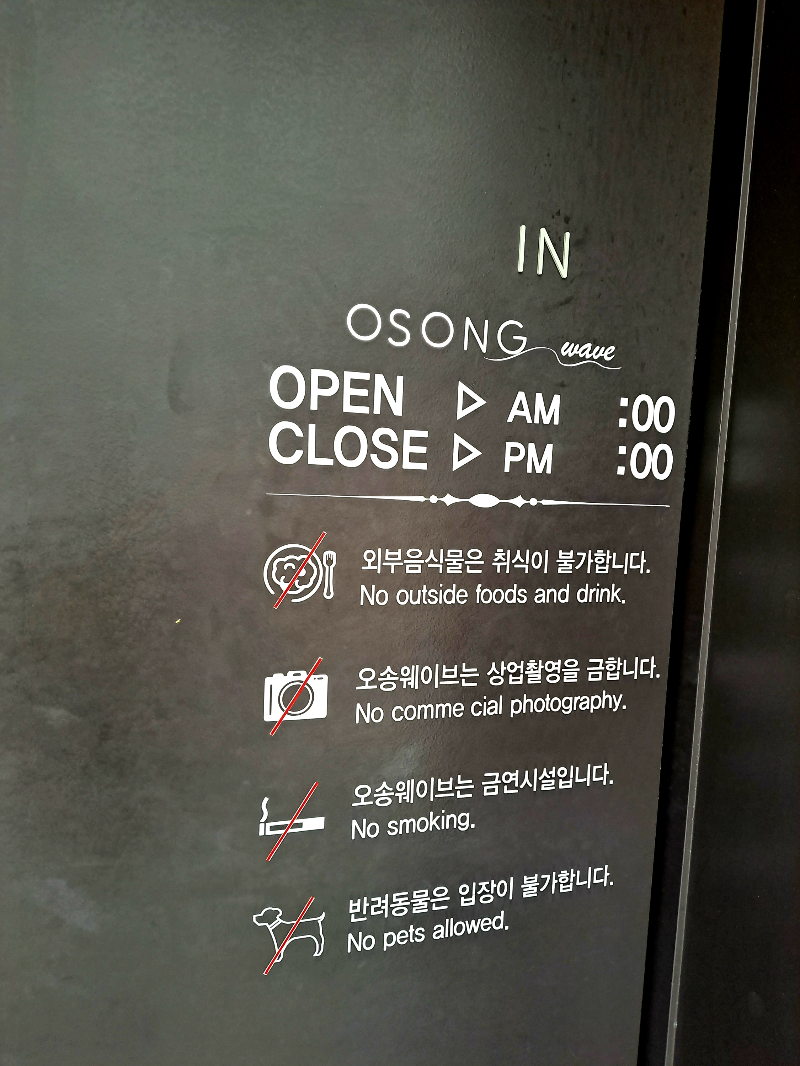 IN
OSONG wave
OPEN ▷ AM :00
CLOSE ▷ PM :00
외부음식물은 취식이 불가합니다.
No outside foods and drink.
오송웨이브는 상업촬영을 금합니다.
No comme cial photography.
오송웨이브는 금연시설입니다.
No smoking.
반려동물은 입장이 불가합니다.
No pets allowed.